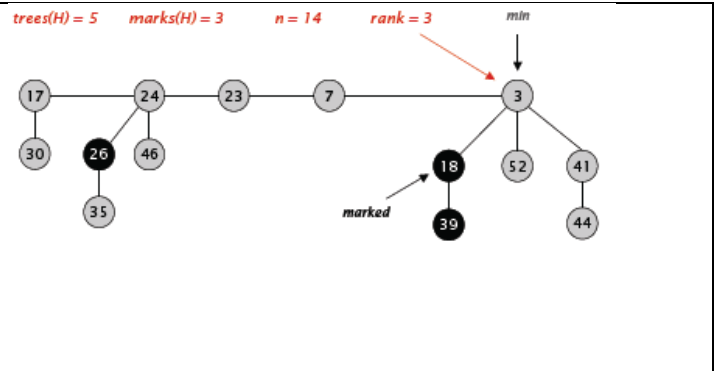 trees(H) = 5 marks(H) = 3 n = 14 rank = 3 min
17 24 23 7 3
30 26 46 18 52 41
35 marked 39 44